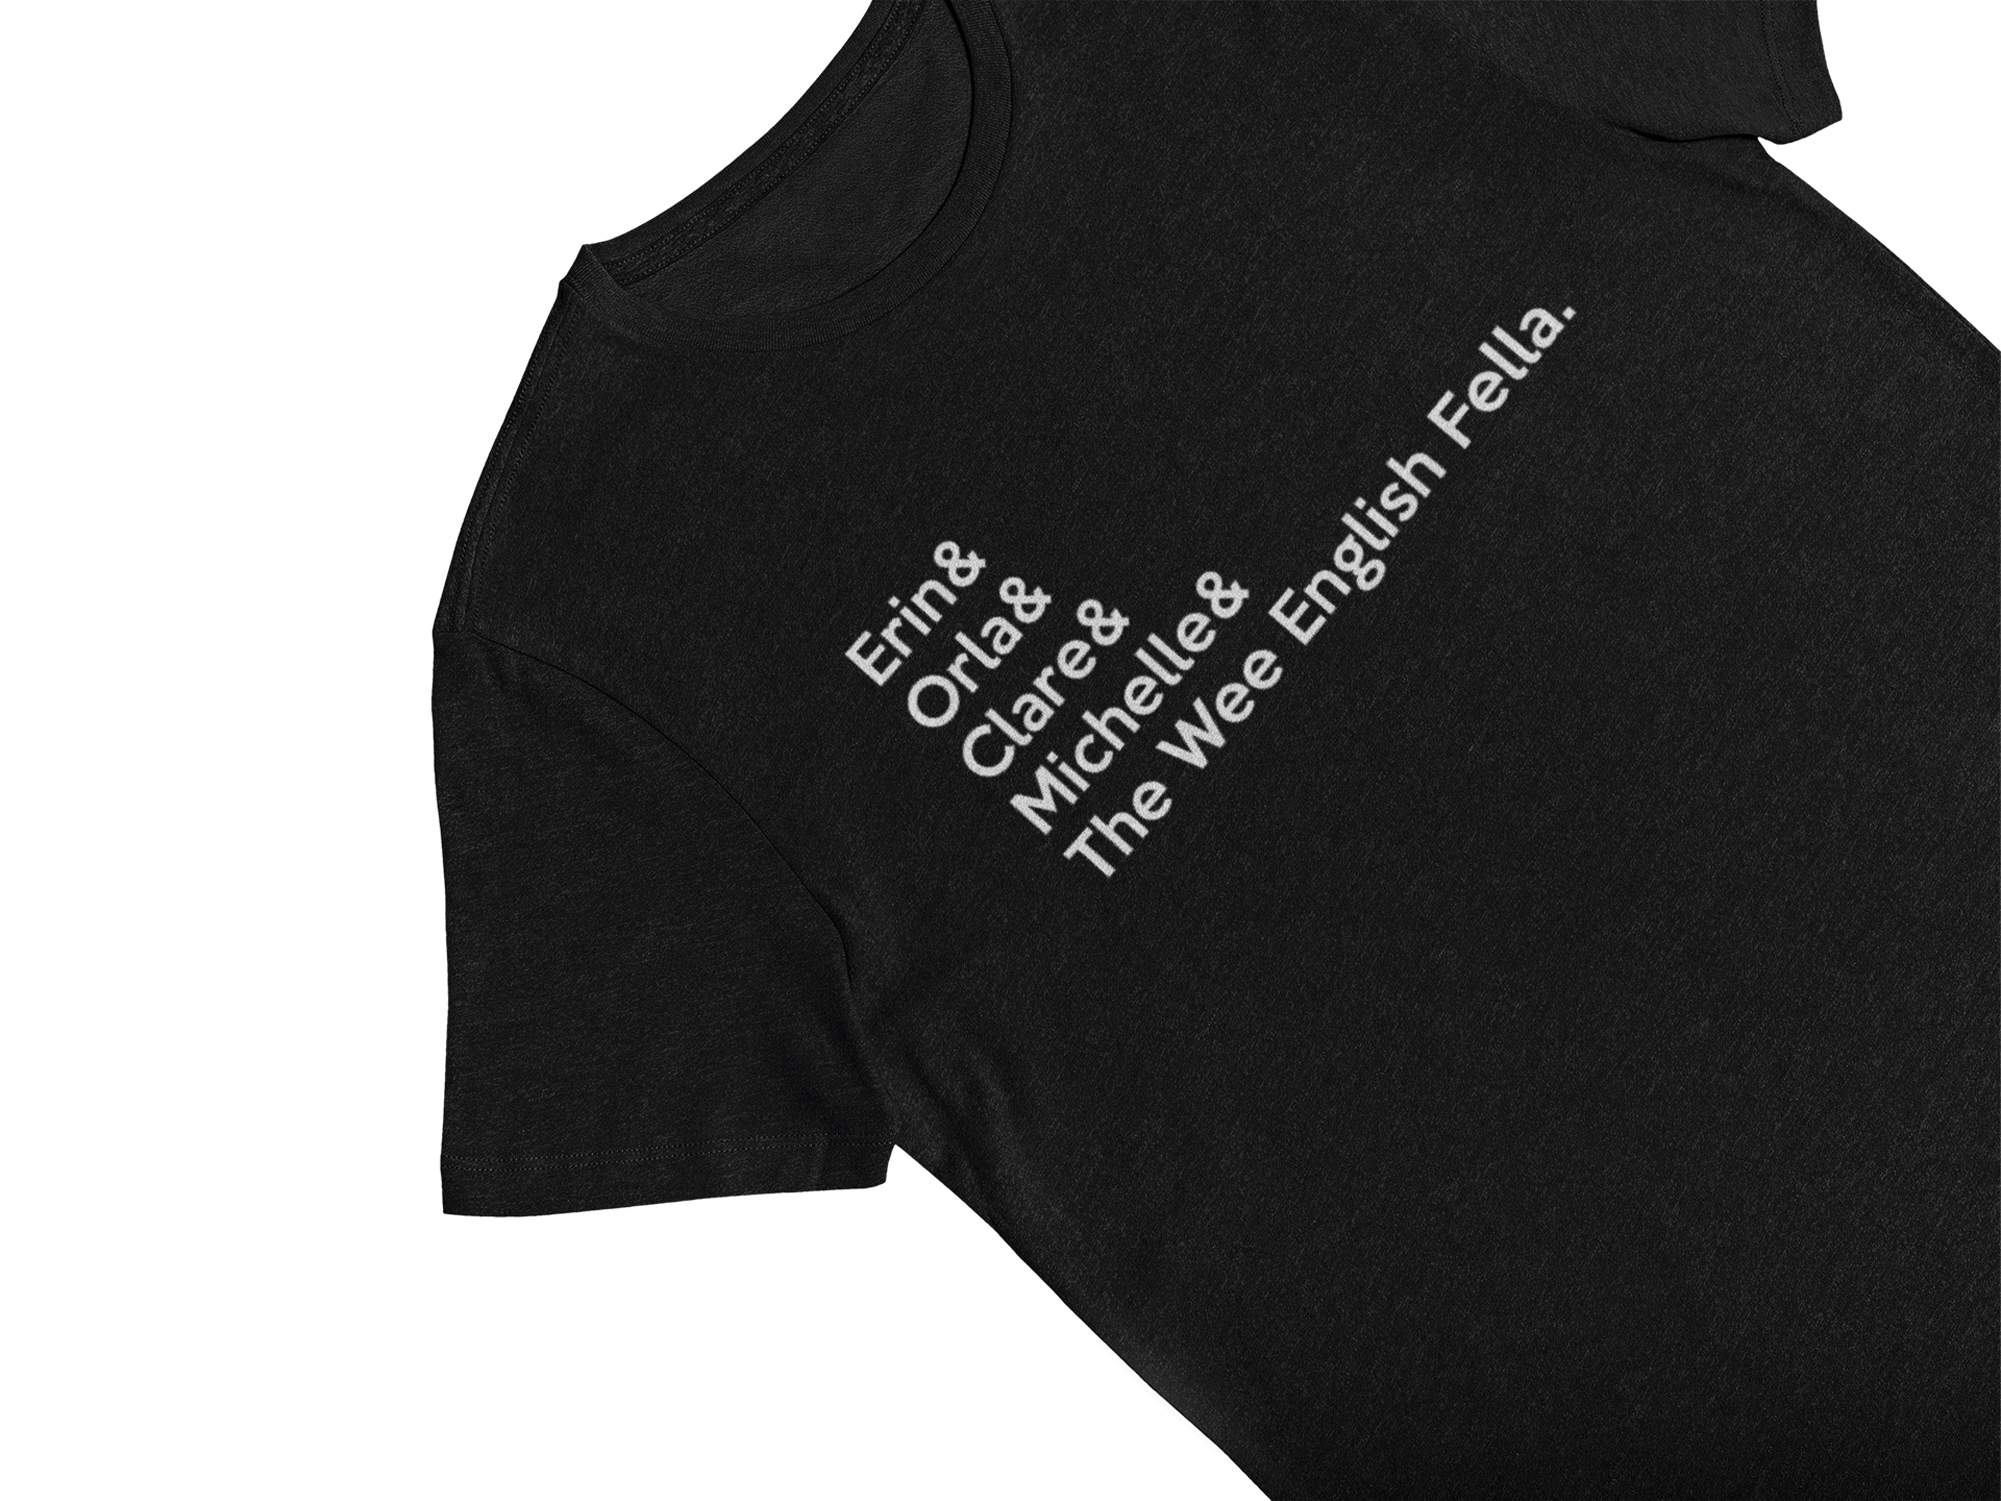 Erin&
Orla&
Clare&
Michelle&
The Wee English Fella.